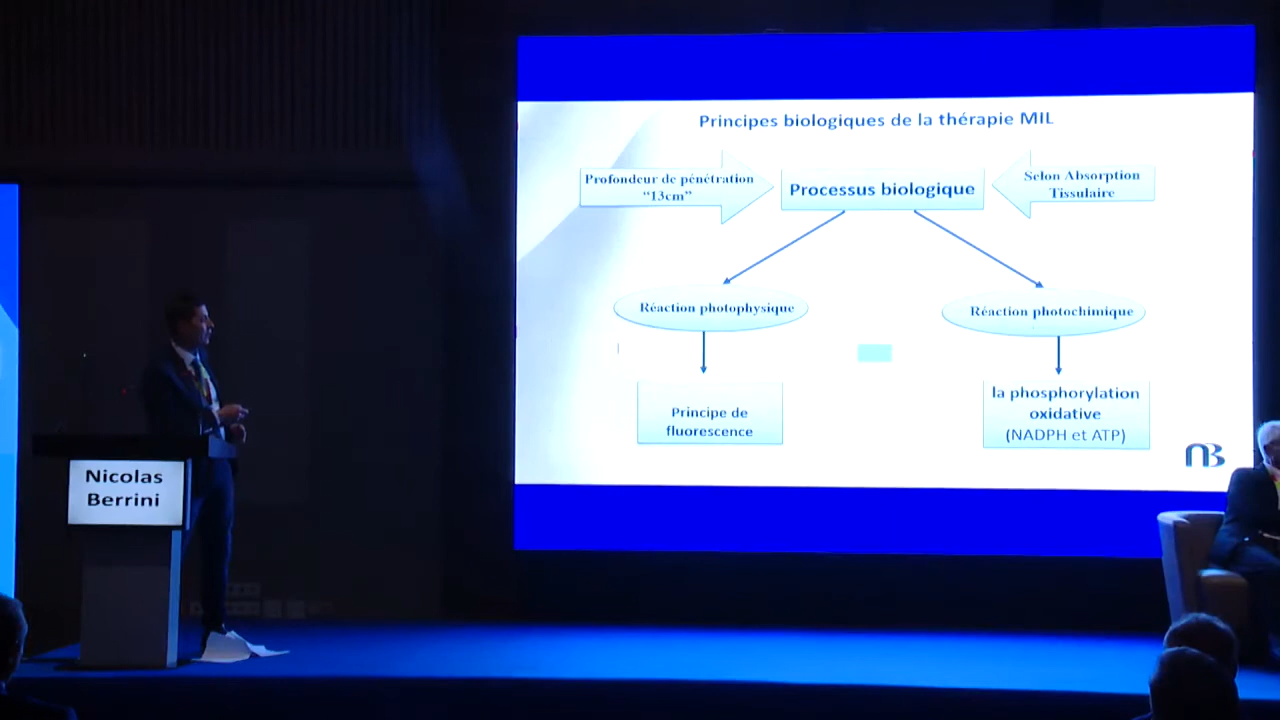 Principes biologiques de la thérapie MIL
Profondeur de pénétration
“13cm”
Processus biologique
Selon Absorption
Tissulaire
Réaction photophysique
Réaction photochimique
Principe de
fluorescence
la phosphorylation
oxidative
(NADPH et ATP)
NB
Nicolas
Berrini